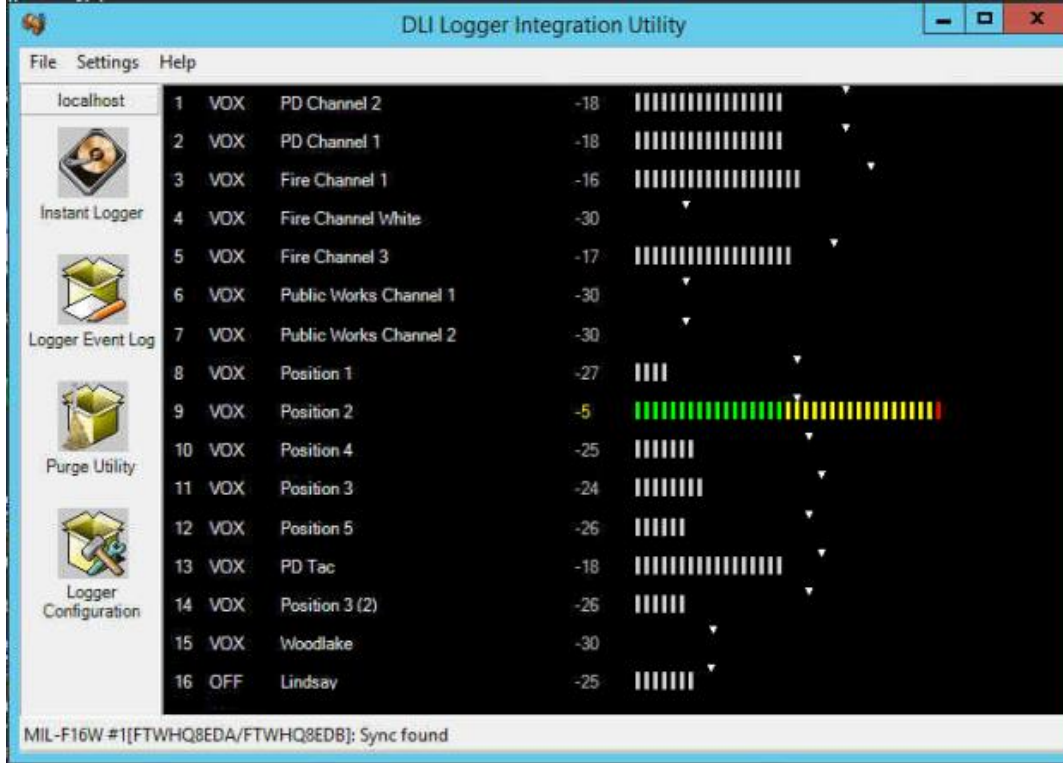 DLI Logger Integration Utility
File Settings Help
localhost
Instant Logger
Logger Event Log
Purge Utility
Logger
Configuration
1 VOX PD Channel 2 -18
2 VOX PD Channel 1 -18
3 VOX Fire Channel 1 -16
4 VOX Fire Channel White -30
5 VOX Fire Channel 3 -17
6 VOX Public Works Channel 1 -30
7 VOX Public Works Channel 2 -30
8 VOX Position 1 -27
9 VOX Position 2 -5
10 VOX Position 4 -25
11 VOX Position 3 -24
12 VOX Position 5 -26
13 VOX PD Tac -18
14 VOX Position 3 (2) -26
15 VOX Woodlake -30
16 OFF Lindsay -25
MIL-F16W #1[FTWHQ8EDA/FTWHQ8EDB]: Sync found